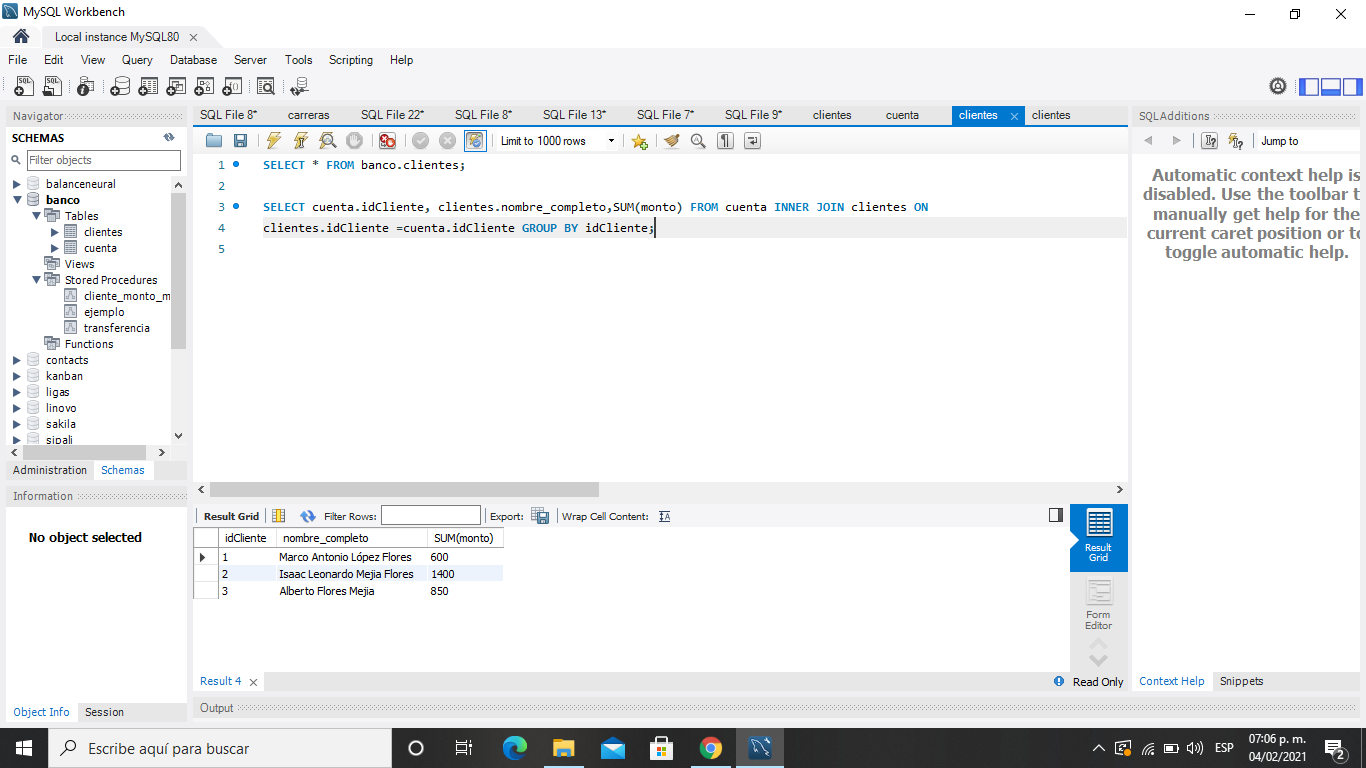 MySQL Workbench
Local instance MySQL80
File Edit View Query Database Server Tools Scripting Help
Navigator
SCHEMAS
Filter objects
balanceneural
banco
Tables
clientes
cuenta
Views
Stored Procedures
cliente_monto_m
ejemplo
transferencia
Functions
contacts
kanban
ligas
linovo
sakila
sipali
Administration Schemas
Information
No object selected
Object Info Session
SQL File 8* carreras SQL File 22* SQL File 8* SQL File 13* SQL File 7* SQL File 9* clientes cuenta clientes clientes
Limit to 1000 rows
1 SELECT * FROM banco.clientes;
2
3 SELECT cuenta.idCliente, clientes.nombre_completo,SUM(monto) FROM cuenta INNER JOIN clientes ON
4 clientes.idCliente =cuenta.idCliente GROUP BY idCliente;
5
Result Grid Filter Rows: Export: Wrap Cell Content:
idCliente nombre_completo SUM(monto)
1 Marco Antonio López Flores 600
2 Isaac Leonardo Mejia Flores 1400
3 Alberto Flores Mejia 850
Result
Grid
Form
Editor
Result 4
Read Only
Output
SQLAdditions
Jump to
Automatic context help is
disabled. Use the toolbar t
manually get help for the
current caret position or to
toggle automatic help.
Context Help Snippets
Escribe aquí para buscar
ESP
07:06 p. m.
04/02/2021
2